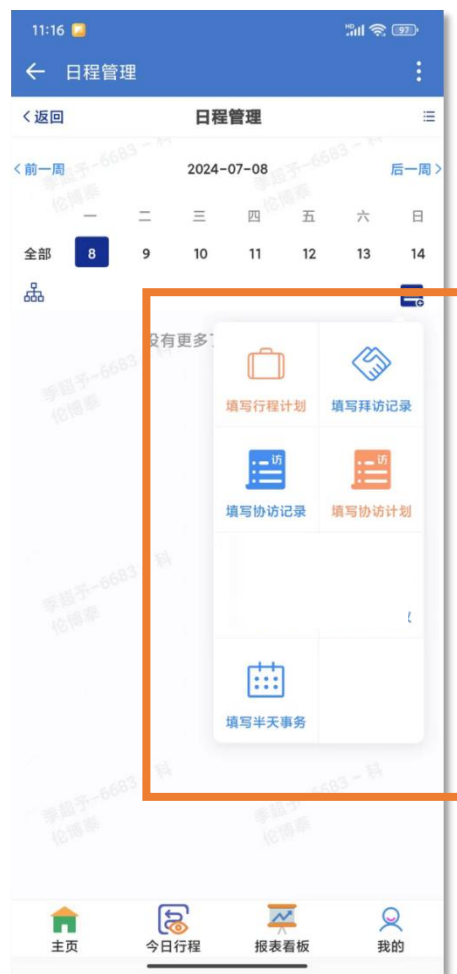 11:16
97
日程管理
<返回
日程管理
<前一周
2024-07-08
后一周>
一 二 三 四 五 六 日
全部 8 9 10 11 12 13 14
没有更多
填写行程计划
填写拜访记录
访
访
填写协访记录
填写协访计划
填写半天事务
主页
今日行程
报表看板
我的